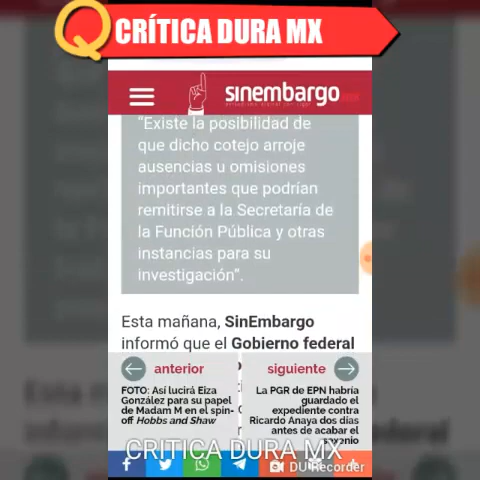 CRÍTICA DURA MX
sinembargo
"Existe la posibilidad de
que dicho cotejo arroje
ausencias u omisiones
importantes que podrían
remitirse a la Secretaría de
la Función Pública y otras
instancias para su
investigación".
Esta mañana, SinEmbargo
informó que el Gobierno federal
anterior
siguiente
FOTO: Así lucirá Eiza
González para su papel
de Madam M en el spin-
off Hobbs and Shaw
La PGR de EPN habría
guardado el
expediente contra
Ricardo Anaya dos días
antes de acabar el
CRITICA DURA MX
DU Recorder